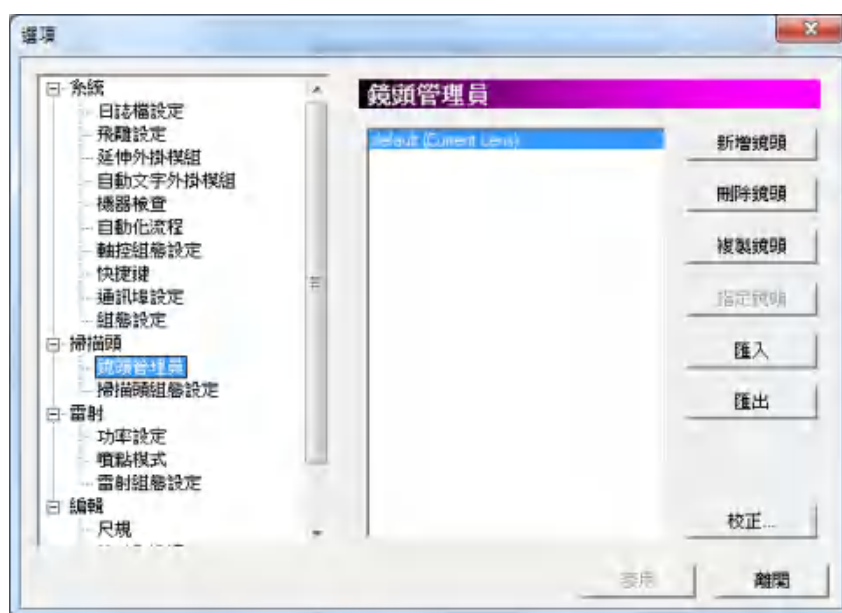 選項
系統
日誌檔設定
飛雕設定
延伸外掛模組
自動文字外掛模組
機器檢查
自動化流程
軸控組態設定
快捷鍵
通訊埠設定
組態設定
掃描頭
鏡頭管理員
掃描頭組態設定
雷射
功率設定
噴點模式
雷射組態設定
編輯
尺規
鏡頭管理員
default (Current Lens)
新增鏡頭
刪除鏡頭
複製鏡頭
指定鏡頭
匯入
匯出
校正...
套用
離開